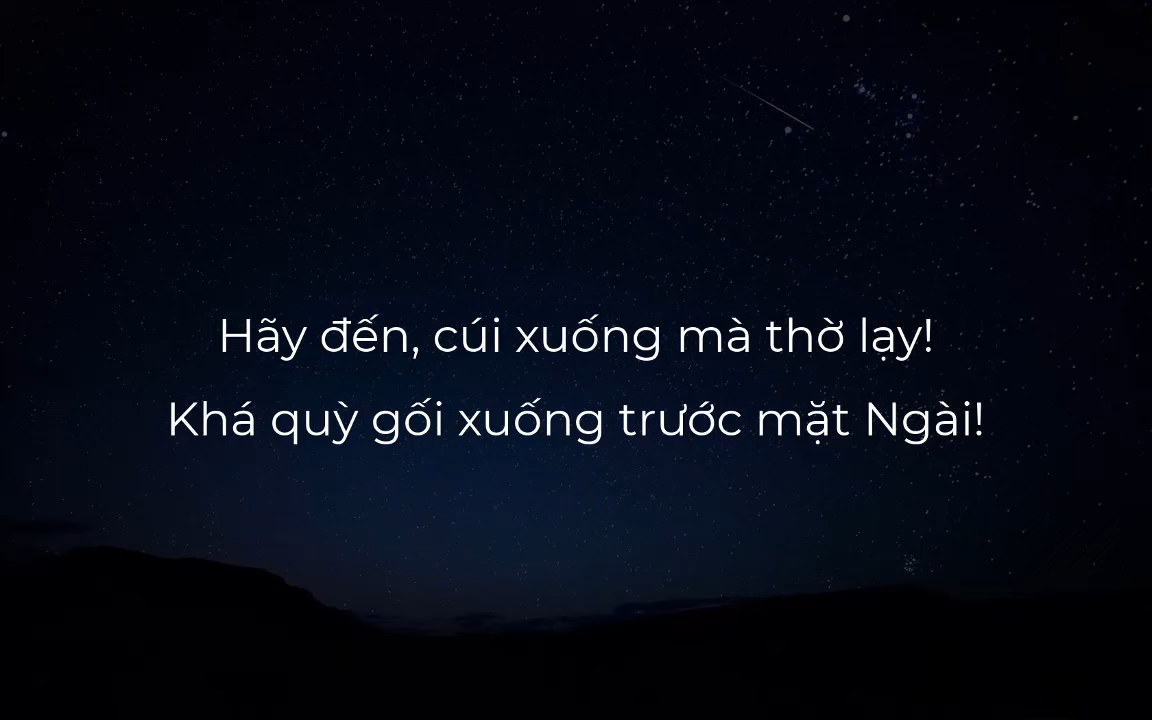 Hãy đến, cúi xuống mà thờ lạy!
Khá quỳ gối xuống trước mặt Ngài!